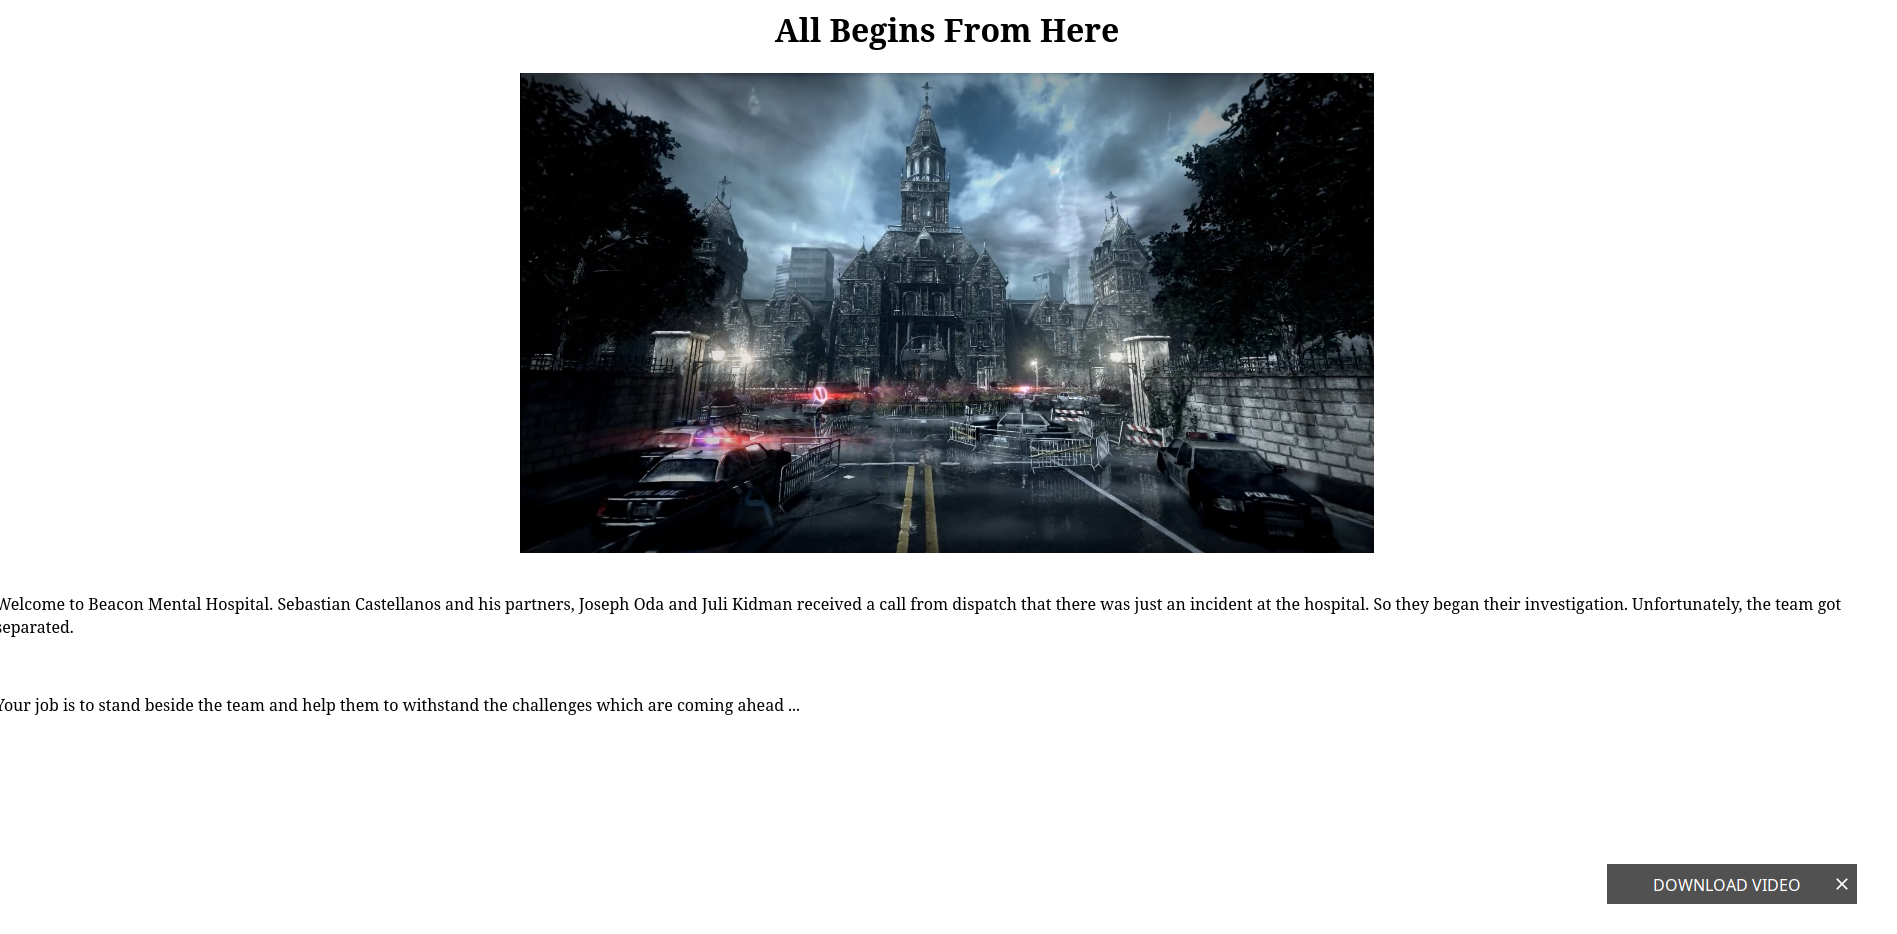 All Begins From Here
POLICE
POLICE
Welcome to Beacon Mental Hospital. Sebastian Castellanos and his partners, Joseph Oda and Juli Kidman received a call from dispatch that there was just an incident at the hospital. So they began their investigation. Unfortunately, the team got
separated.
Your job is to stand beside the team and help them to withstand the challenges which are coming ahead ...
DOWNLOAD VIDEO